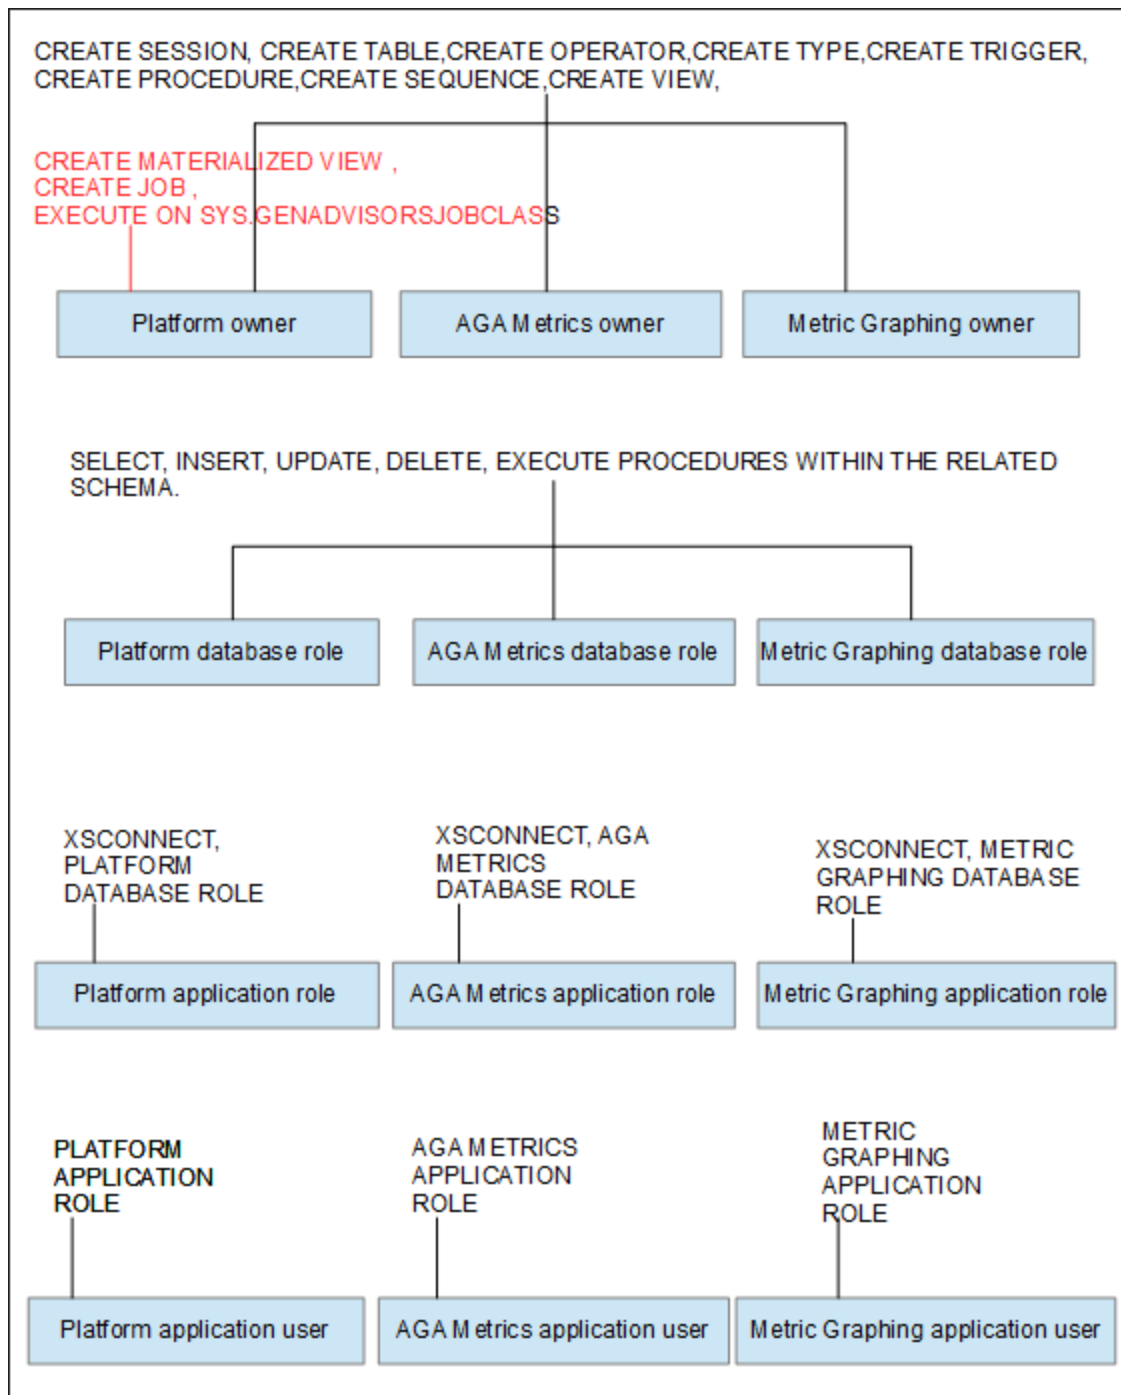 CREATE SESSION, CREATE TABLE,CREATE OPERATOR,CREATE TYPE,CREATE TRIGGER,
CREATE PROCEDURE,CREATE SEQUENCE,CREATE VIEW,
CREATE MATERIALIZED VIEW ,
CREATE JOB ,
EXECUTE ON SYS.GENADVISORSJOBCLASS
Platform owner
AGA Metrics owner
Metric Graphing owner
SELECT, INSERT, UPDATE, DELETE, EXECUTE PROCEDURES WITHIN THE RELATED
SCHEMA.
Platform database role
AGA Metrics database role
Metric Graphing database role
XSCONNECT,
PLATFORM
DATABASE ROLE
XSCONNECT, AGA
METRICS
DATABASE ROLE
XSCONNECT, METRIC
GRAPHING DATABASE
ROLE
Platform application role
AGA Metrics application role
Metric Graphing application role
PLATFORM
APPLICATION
ROLE
AGA METRICS
APPLICATION
ROLE
METRIC
GRAPHING
APPLICATION
ROLE
Platform application user
AGA Metrics application user
Metric Graphing application user